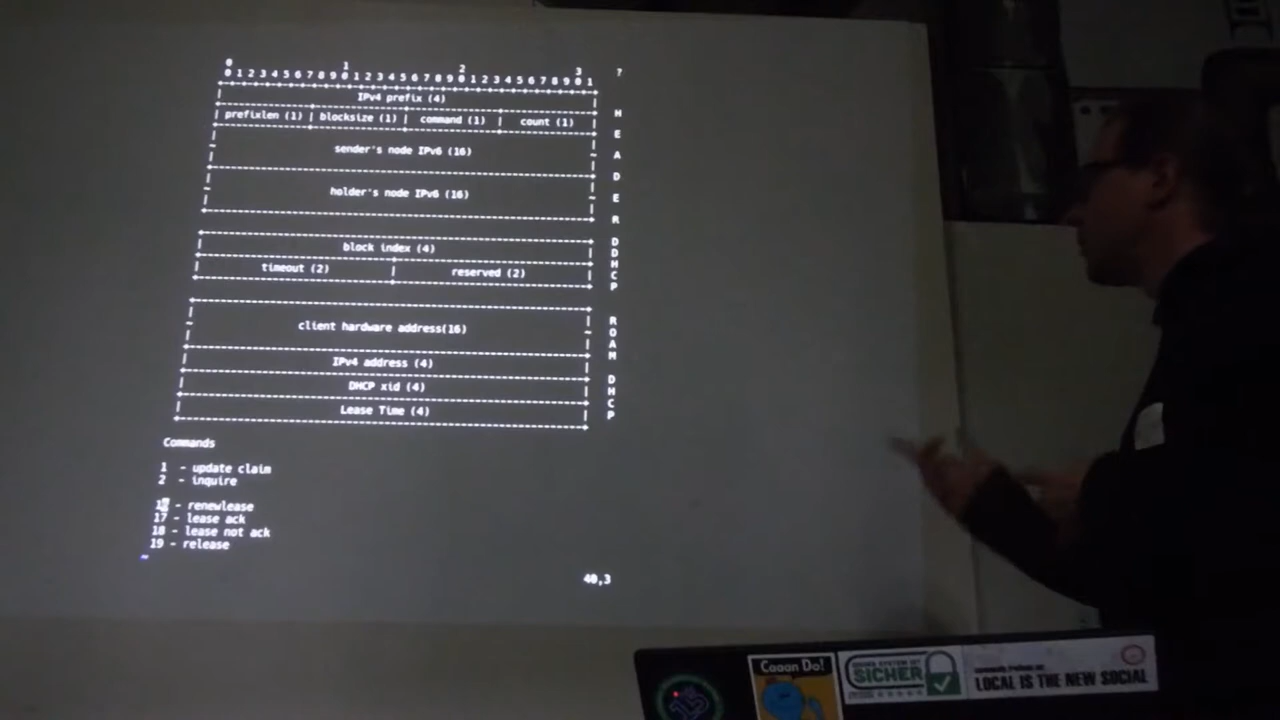 0 1 2 3 ?
0 1 2 3 4 5 6 7 8 9 0 1 2 3 4 5 6 7 8 9 0 1 2 3 4 5 6 7 8 9 0 1
IPv4 prefix (4)
prefixlen (1) | blocksize (1) | command (1) | count (1)
sender's node IPv6 (16)
holder's node IPv6 (16)
H
E
A
D
E
R
block index (4)
timeout (2) | reserved (2)
D
D
H
C
P
client hardware address(16)
IPv4 address (4)
DHCP xid (4)
Lease Time (4)
R
O
A
M
D
H
C
P
Commands
1 - update claim
2 - inquire
16 - renewlease
17 - lease ack
18 - lease not ack
19 - release
~
40,3
Caaan Do!
SICHER
LOCAL IS THE NEW SOCIAL